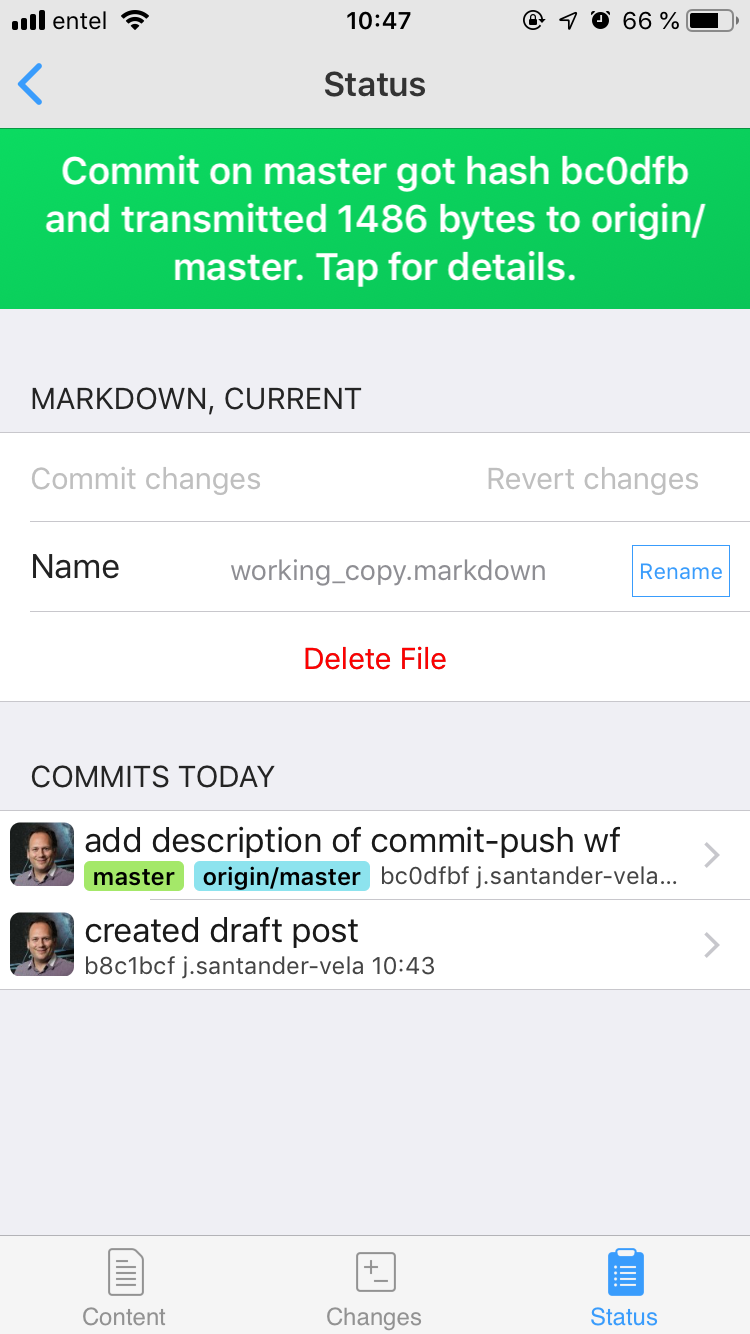 entel 10:47 66 %
Status
Commit on master got hash bc0dfb
and transmitted 1486 bytes to origin/
master. Tap for details.
MARKDOWN, CURRENT
Commit changes Revert changes
Name working_copy.markdown Rename
Delete File
COMMITS TODAY
add description of commit-push wf
master origin/master bc0dfbf j.santander-vela...
created draft post
b8c1bcf j.santander-vela 10:43
Content Changes Status